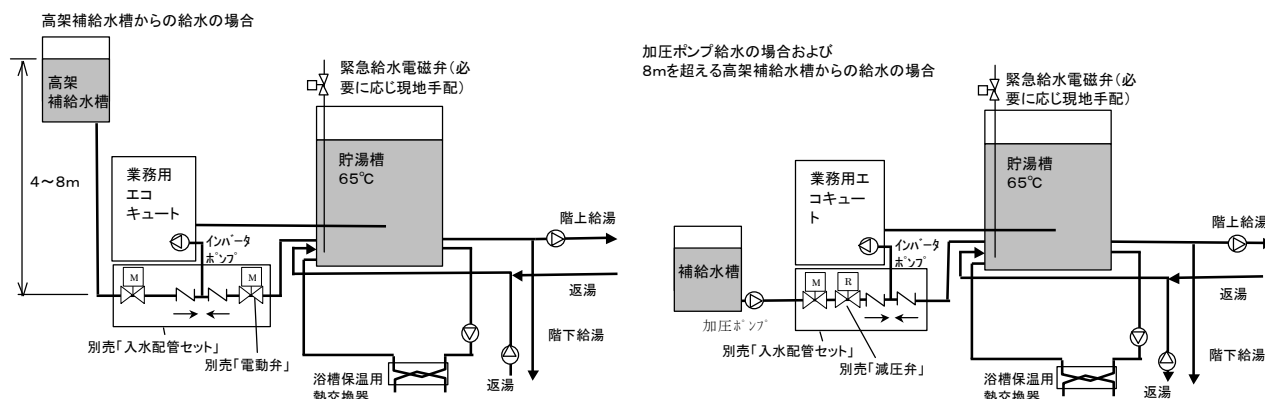 高架補給水槽からの給水の場合
高架
補給水槽
4～8m
緊急給水電磁弁（必
要に応じ現地手配）
業務用
エコ
キュート
貯湯槽
65℃
インバータ
ポンプ
M
M
階上給湯
返湯
階下給湯
別売「入水配管セット」
別売「電動弁」
浴槽保温用
熱交換器
返湯
加圧ポンプ給水の場合および
8mを超える高架補給水槽からの給水の場合
緊急給水電磁弁（必
要に応じ現地手配）
業務用エ
コキュー
ト
貯湯槽
65℃
インバータ
ポンプ
補給水槽
M
R
加圧ポンプ
階上給湯
返湯
階下給湯
別売「入水配管セット」
別売「減圧弁」
浴槽保温用
熱交換器
返湯